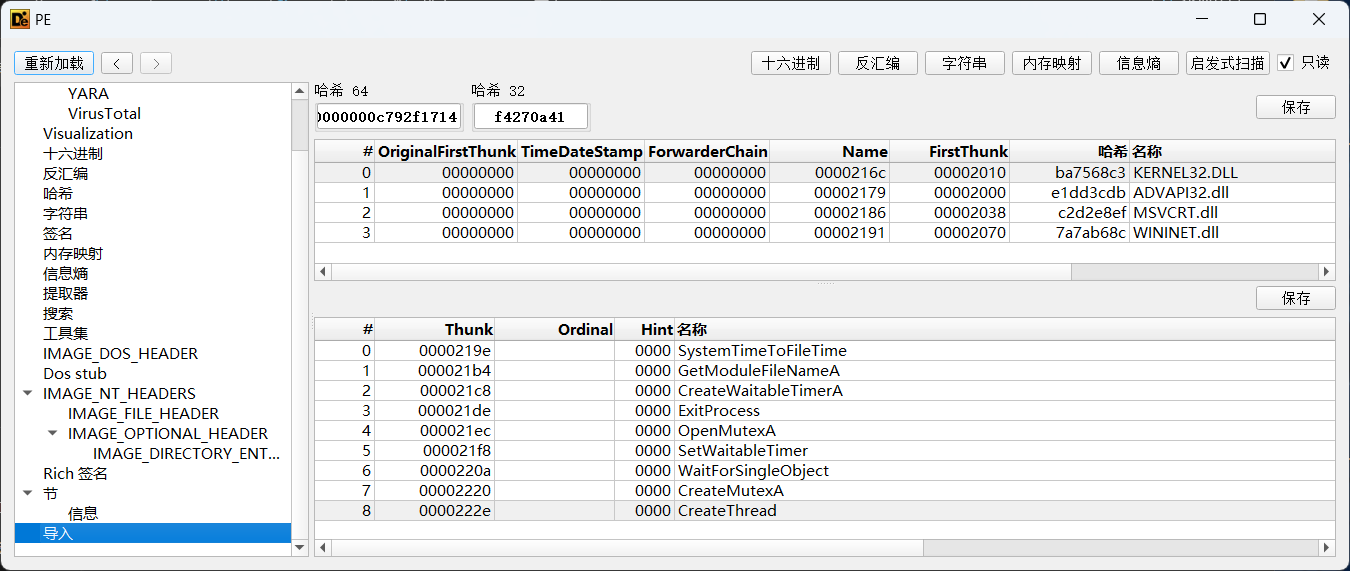 PE
重新加载 < > 十六进制 反汇编 字符串 内存映射 信息熵 启发式扫描 只读
YARA
VirusTotal
Visualization
十六进制
反汇编
哈希
字符串
签名
内存映射
信息熵
提取器
搜索
工具集
IMAGE_DOS_HEADER
Dos stub
IMAGE_NT_HEADERS
IMAGE_FILE_HEADER
IMAGE_OPTIONAL_HEADER
IMAGE_DIRECTORY_ENT...
Rich 签名
节
信息
导入
哈希 64 哈希 32
0000000c792f1714 f4270a41 保存
# OriginalFirstThunk TimeDateStamp ForwarderChain Name FirstThunk 哈希 名称
0 00000000 00000000 00000000 0000216c 00002010 ba7568c3 KERNEL32.DLL
1 00000000 00000000 00000000 00002179 00002000 e1dd3cdb ADVAPI32.dll
2 00000000 00000000 00000000 00002186 00002038 c2d2e8ef MSVCRT.dll
3 00000000 00000000 00000000 00002191 00002070 7a7ab68c WININET.dll
保存
# Thunk Ordinal Hint 名称
0 0000219e 0000 SystemTimeToFileTime
1 000021b4 0000 GetModuleFileNameA
2 000021c8 0000 CreateWaitableTimerA
3 000021de 0000 ExitProcess
4 000021ec 0000 OpenMutexA
5 000021f8 0000 SetWaitableTimer
6 0000220a 0000 WaitForSingleObject
7 00002220 0000 CreateMutexA
8 0000222e 0000 CreateThread